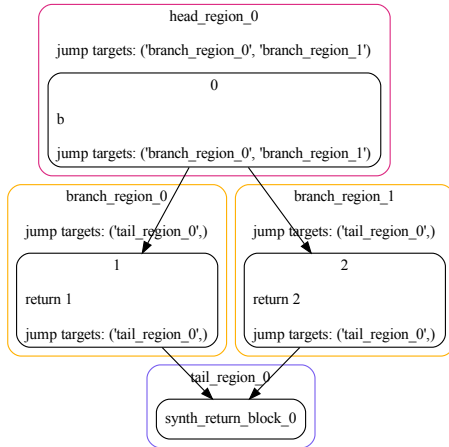 head_region_0
jump targets: ('branch_region_0', 'branch_region_1')
0
b
jump targets: ('branch_region_0', 'branch_region_1')
branch_region_0
jump targets: ('tail_region_0',)
1
return 1
jump targets: ('tail_region_0',)
branch_region_1
jump targets: ('tail_region_0',)
2
return 2
jump targets: ('tail_region_0',)
tail_region_0
synth_return_block_0